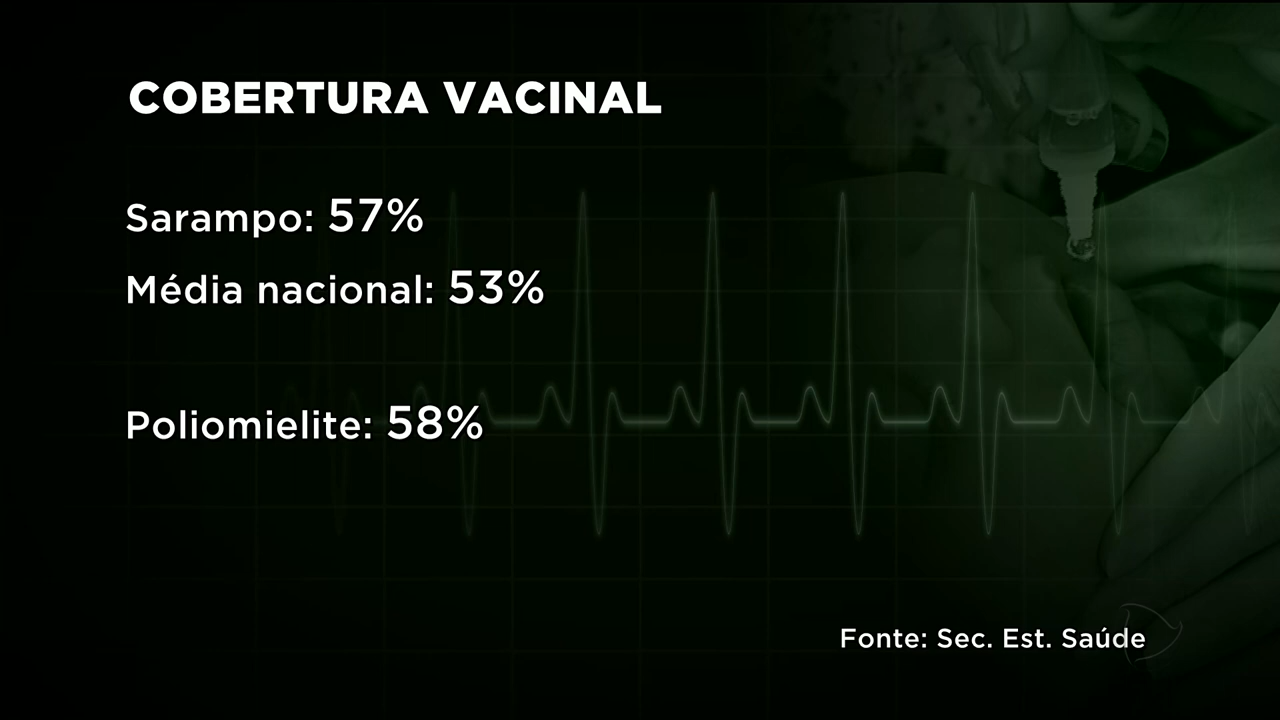 COBERTURA VACINAL
Sarampo: 57%
Média nacional: 53%
Poliomielite: 58%
Fonte: Sec. Est. Saúde